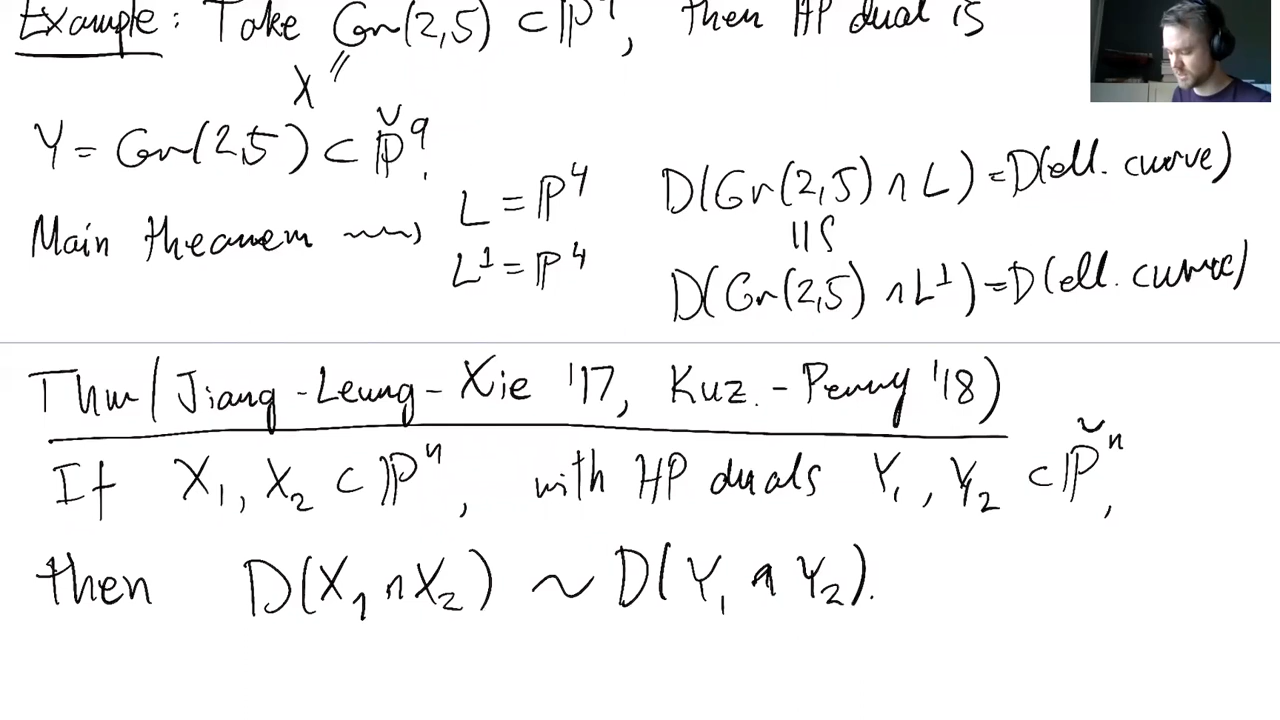 Example: Take Gr(2,5) ⊂ ℙ⁹, then HP dual is
X =
Y = Gr(2,5) ⊂ ℙ̌⁹.
Main theorem ⇝ L = ℙ⁴ D(Gr(2,5) ∩ L) = D(ell. curve)
≅
L^⊥ = ℙ⁴ D(Gr(2,5) ∩ L^⊥) = D(ell. curve)
Thm (Jiang-Leung-Xie '17, Kuz.-Perry '18)
If X₁, X₂ ⊂ ℙⁿ, with HP duals Y₁, Y₂ ⊂ ℙ̌ⁿ,
then D(X₁ ∩ X₂) ~ D(Y₁ ∩ Y₂).